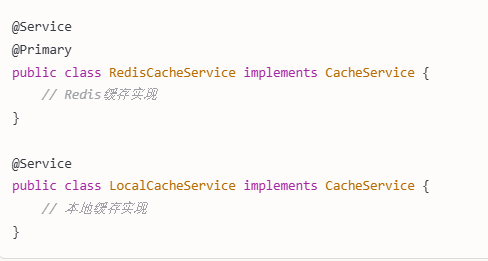 @Service
@Primary
public class RedisCacheService implements CacheService {
    // Redis缓存实现
}

@Service
public class LocalCacheService implements CacheService {
    // 本地缓存实现
}